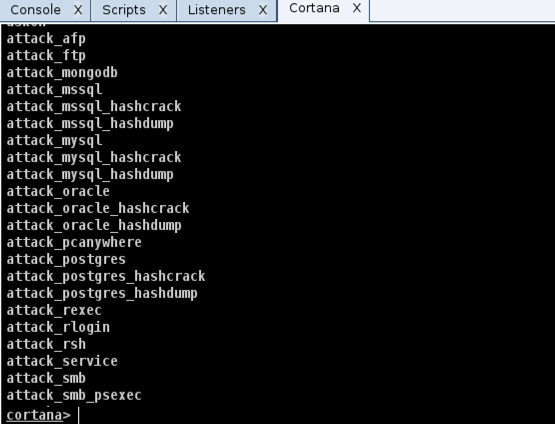 Console X Scripts X Listeners X Cortana X
attack_afp
attack_ftp
attack_mongodb
attack_mssql
attack_mssql_hashcrack
attack_mssql_hashdump
attack_mysql
attack_mysql_hashcrack
attack_mysql_hashdump
attack_oracle
attack_oracle_hashcrack
attack_oracle_hashdump
attack_pcanywhere
attack_postgres
attack_postgres_hashcrack
attack_postgres_hashdump
attack_rexec
attack_rlogin
attack_rsh
attack_service
attack_smb
attack_smb_psexec
cortana>